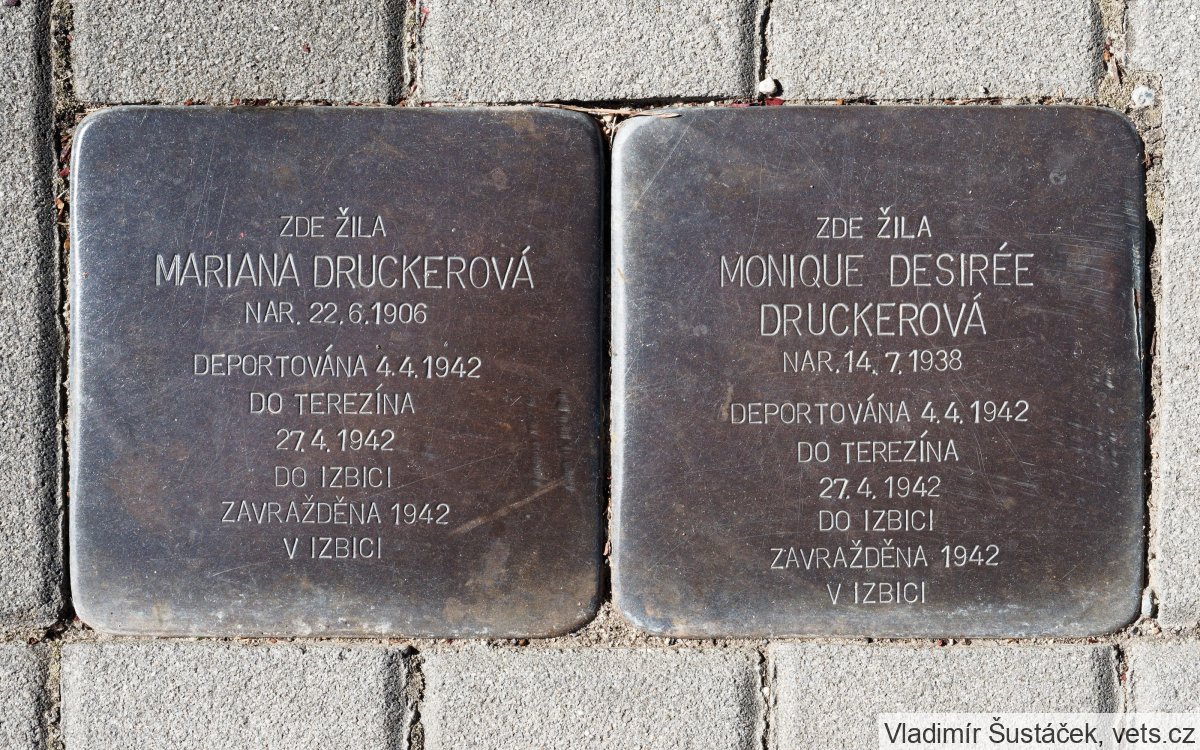 ZDE ŽILA
MARIANA DRUCKEROVÁ
NAR. 22.6.1906
DEPORTOVÁNA 4.4.1942
DO TEREZÍNA
27.4.1942
DO IZBICI
ZAVRAŽDĚNA 1942
V IZBICI
ZDE ŽILA
MONIQUE DESIRÉE
DRUCKEROVÁ
NAR. 14.7.1938
DEPORTOVÁNA 4.4.1942
DO TEREZÍNA
27.4.1942
DO IZBICI
ZAVRAŽDĚNA 1942
V IZBICI
Vladimír Šustáček, vets.cz